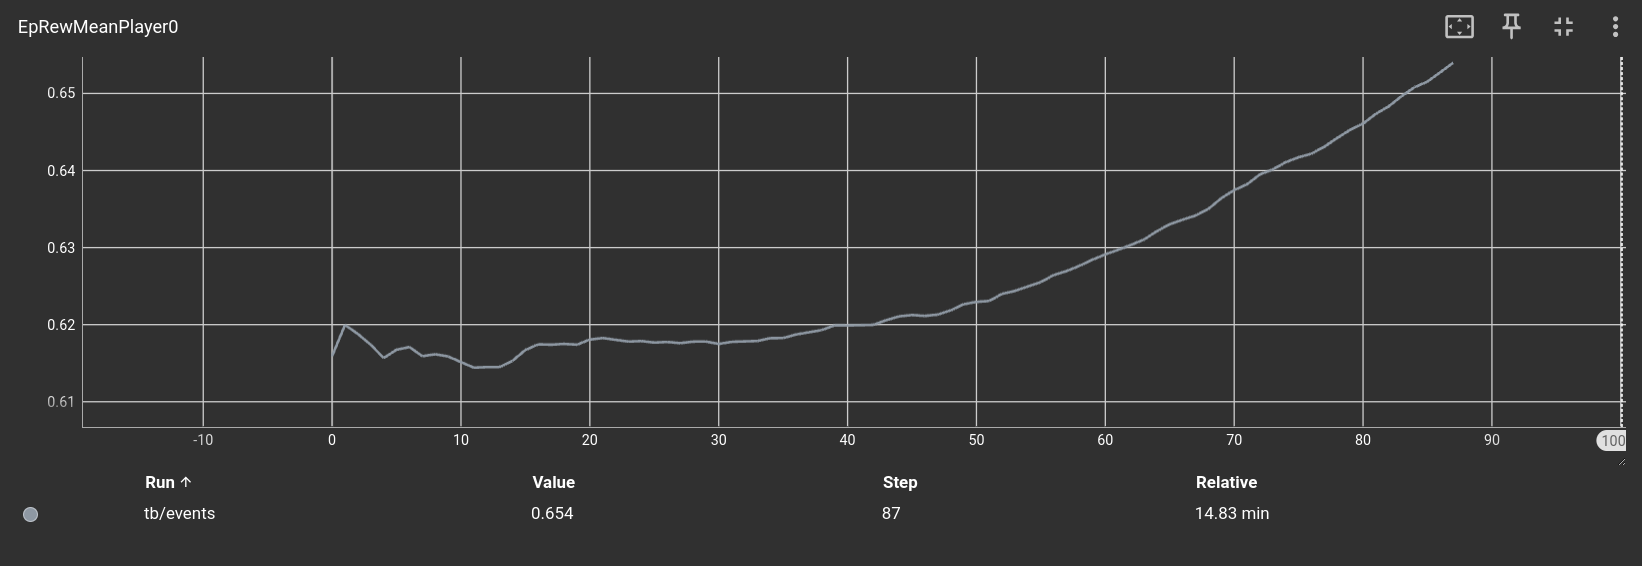 EpRewMeanPlayer0
0.65
0.64
0.63
0.62
0.61
-10 0 10 20 30 40 50 60 70 80 90 100
Run ↑ Value Step Relative
tb/events 0.654 87 14.83 min